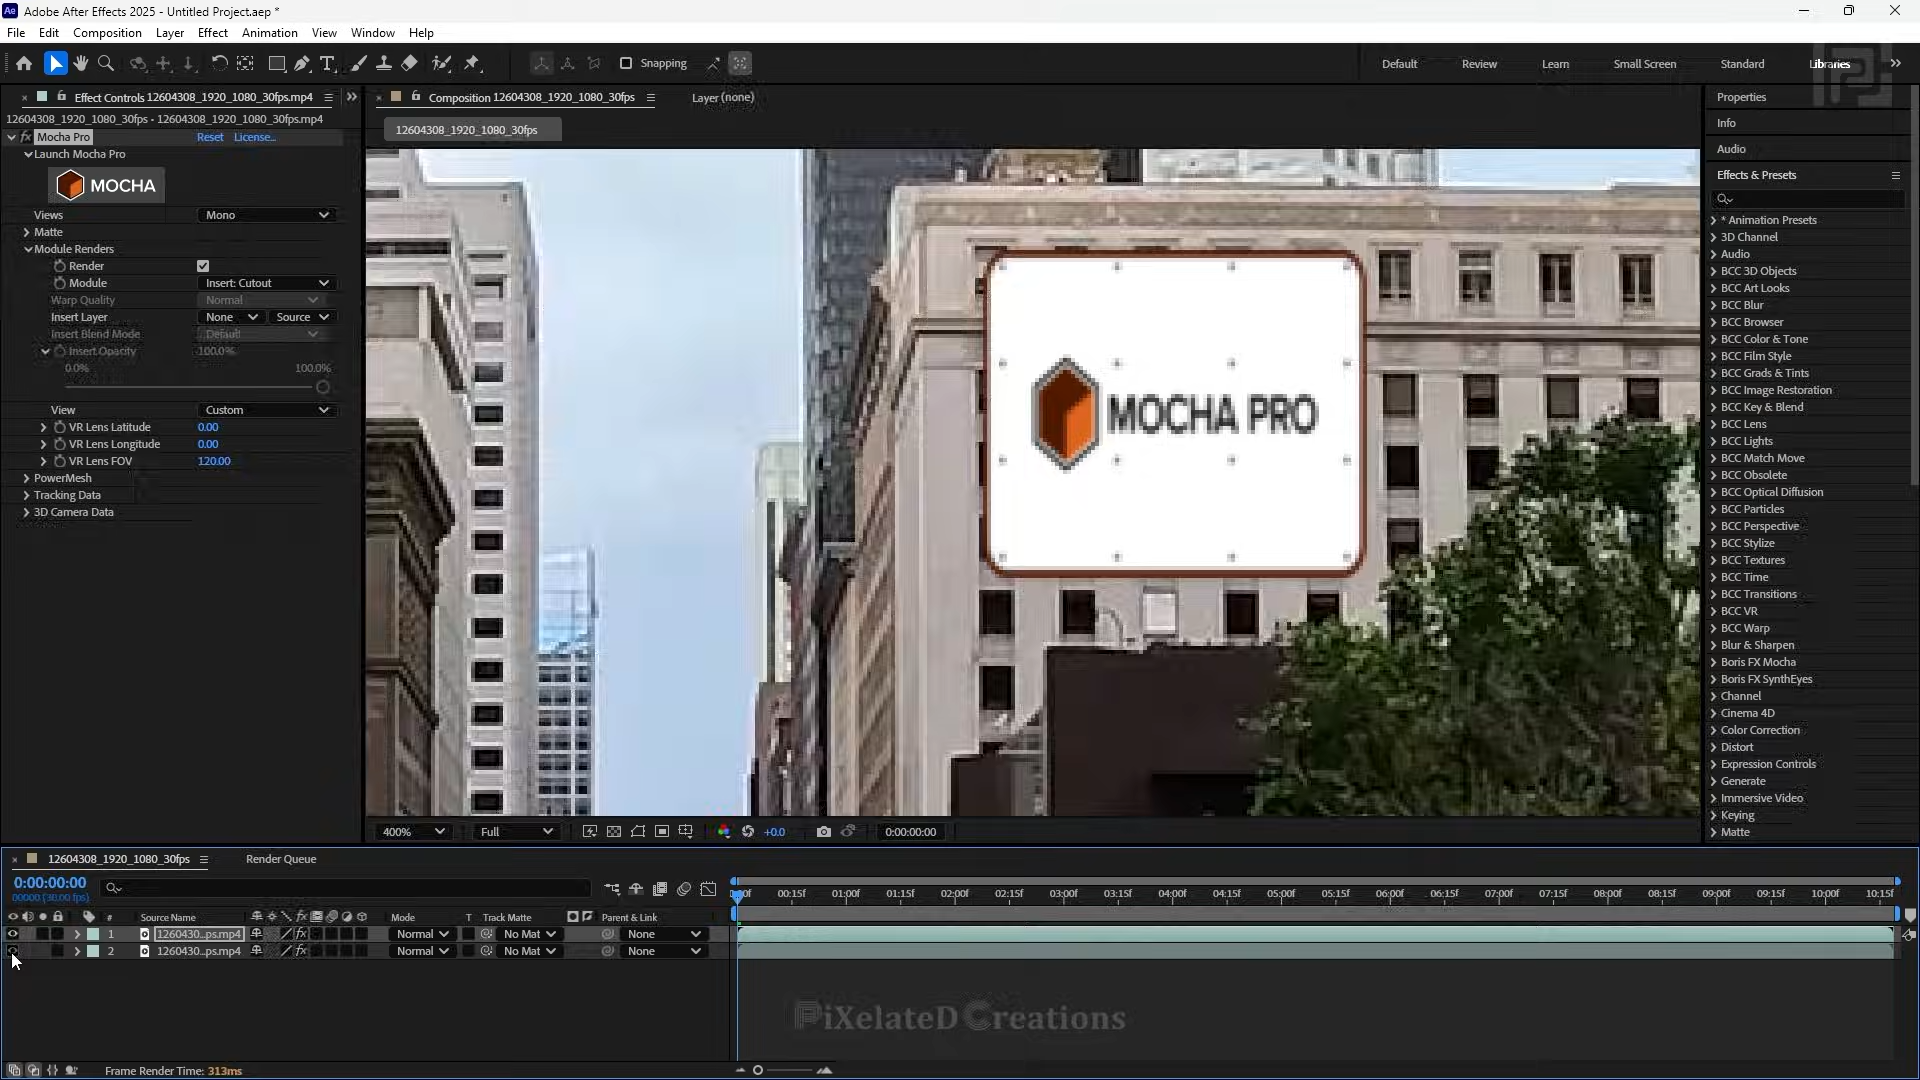 Adobe After Effects 2025 - Untitled Project.aep *
File Edit Composition Layer Effect Animation View Window Help
Snapping
Default Review Learn Small Screen Standard Libraries
Effect Controls 12604308_1920_1080_30fps.mp4
Composition 12604308_1920_1080_30fps
Layer (none)
12604308_1920_1080_30fps - 12604308_1920_1080_30fps.mp4
12604308_1920_1080_30fps
fx Mocha Pro Reset License...
Launch Mocha Pro
MOCHA
Views Mono
Matte
Module Renders
Render
Module Insert: Cutout
Warp Quality Normal
Insert Layer None Source
Insert Blend Mode Default
Insert Opacity 100.0%
0.0% 100.0%
View Custom
VR Lens Latitude 0.00
VR Lens Longitude 0.00
VR Lens FOV 120.00
PowerMesh
Tracking Data
3D Camera Data
MOCHA PRO
400% Full +0.0 0:00:00:00
Properties
Info
Audio
Effects & Presets
* Animation Presets
3D Channel
Audio
BCC 3D Objects
BCC Art Looks
BCC Blur
BCC Browser
BCC Color & Tone
BCC Film Style
BCC Grads & Tints
BCC Image Restoration
BCC Key & Blend
BCC Lens
BCC Lights
BCC Match Move
BCC Obsolete
BCC Optical Diffusion
BCC Particles
BCC Perspective
BCC Stylize
BCC Textures
BCC Time
BCC Transitions
BCC VR
BCC Warp
Blur & Sharpen
Boris FX Mocha
Boris FX SynthEyes
Channel
Cinema 4D
Color Correction
Distort
Expression Controls
Generate
Immersive Video
Keying
Matte
12604308_1920_1080_30fps
Render Queue
0:00:00:00
00000 (30.00 fps)
00:15f 01:00f 01:15f 02:00f 02:15f 03:00f 03:15f 04:00f 04:15f 05:00f 05:15f 06:00f 06:15f 07:00f 07:15f 08:00f 08:15f 09:00f 09:15f 10:00f 10:15f
# Source Name Mode T Track Matte Parent & Link
1 1260430...ps.mp4 fx Normal No Mat None
2 1260430...ps.mp4 fx Normal No Mat None
PiXelateD Creations
Frame Render Time: 313ms